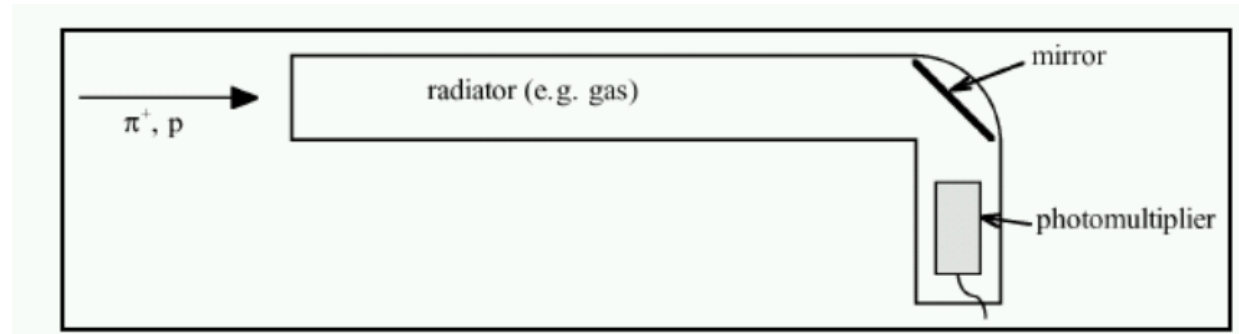 mirror
radiator (e.g. gas)
π⁺, p
photomultiplier